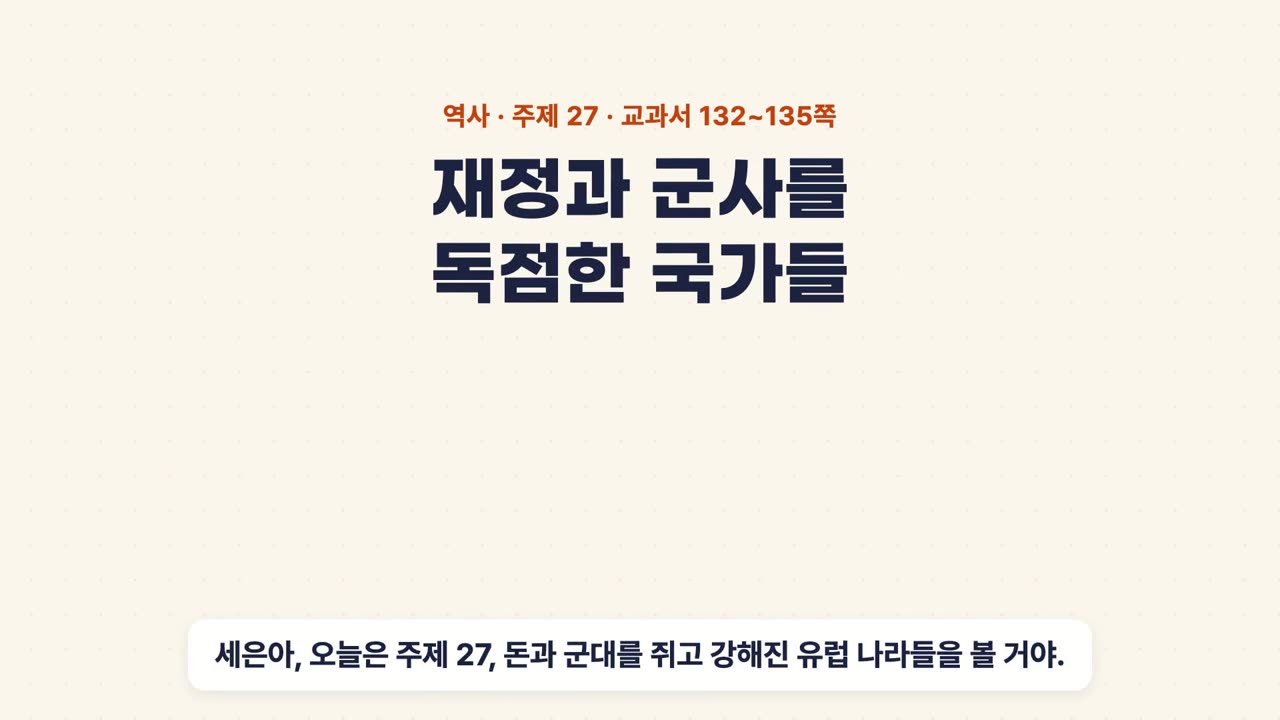 역사 · 주제 27 · 교과서 132~135쪽
재정과 군사를
독점한 국가들
세은아, 오늘은 주제 27, 돈과 군대를 쥐고 강해진 유럽 나라들을 볼 거야.